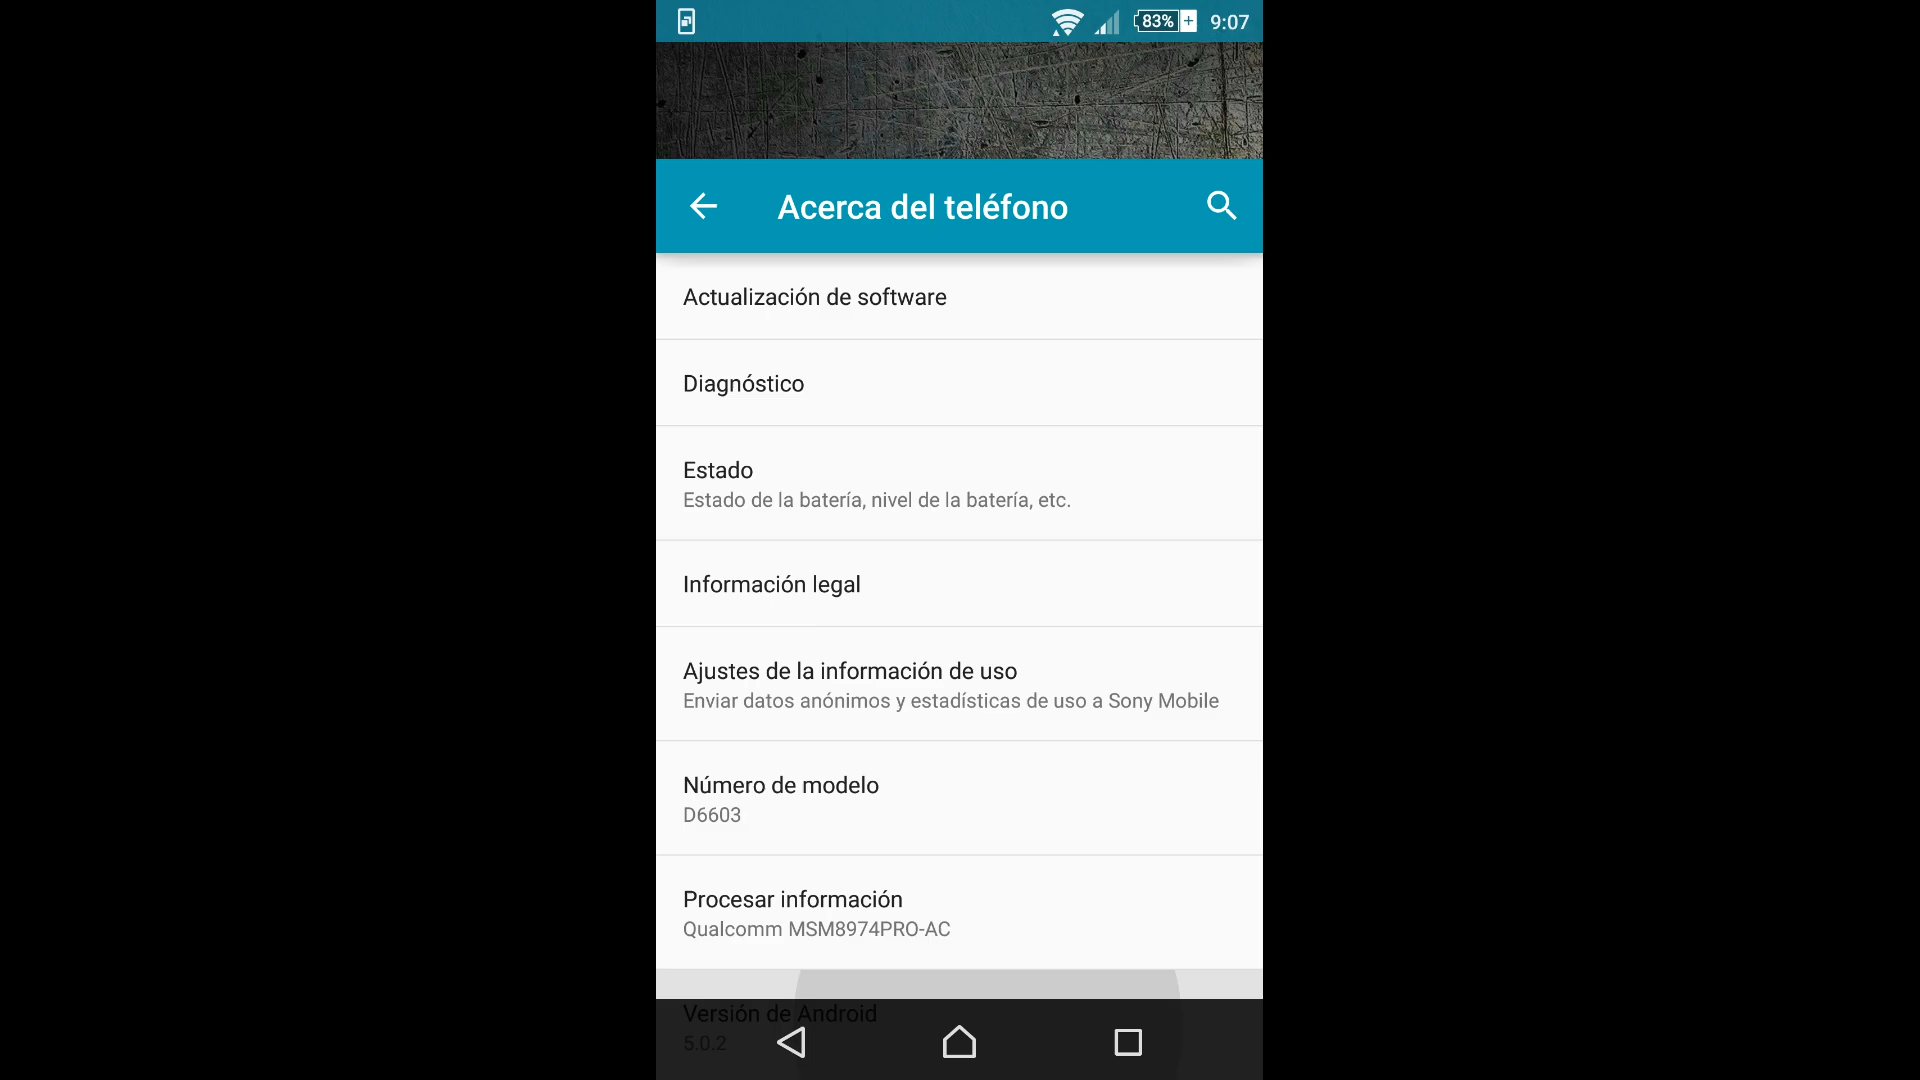 83% 9:07
Acerca del teléfono
Actualización de software
Diagnóstico
Estado
Estado de la batería, nivel de la batería, etc.
Información legal
Ajustes de la información de uso
Enviar datos anónimos y estadísticas de uso a Sony Mobile
Número de modelo
D6603
Procesar información
Qualcomm MSM8974PRO-AC
Versión de Android
5.0.2